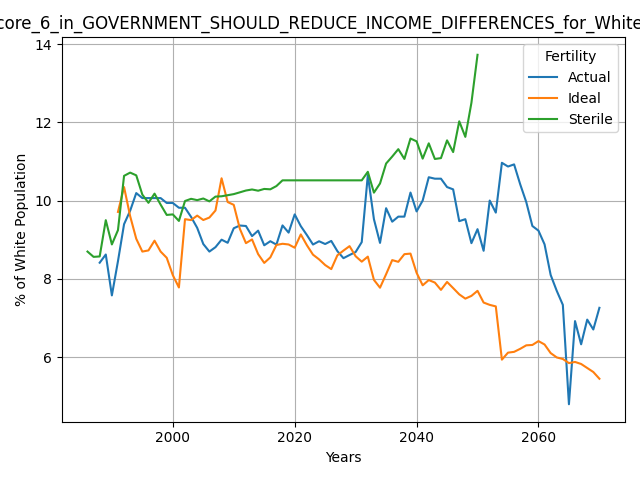 core_6_in_GOVERNMENT_SHOULD_REDUCE_INCOME_DIFFERENCES_for_White
14
12
10
8
6
% of White Population
2000
2020
2040
2060
Years
Fertility
Actual
Ideal
Sterile